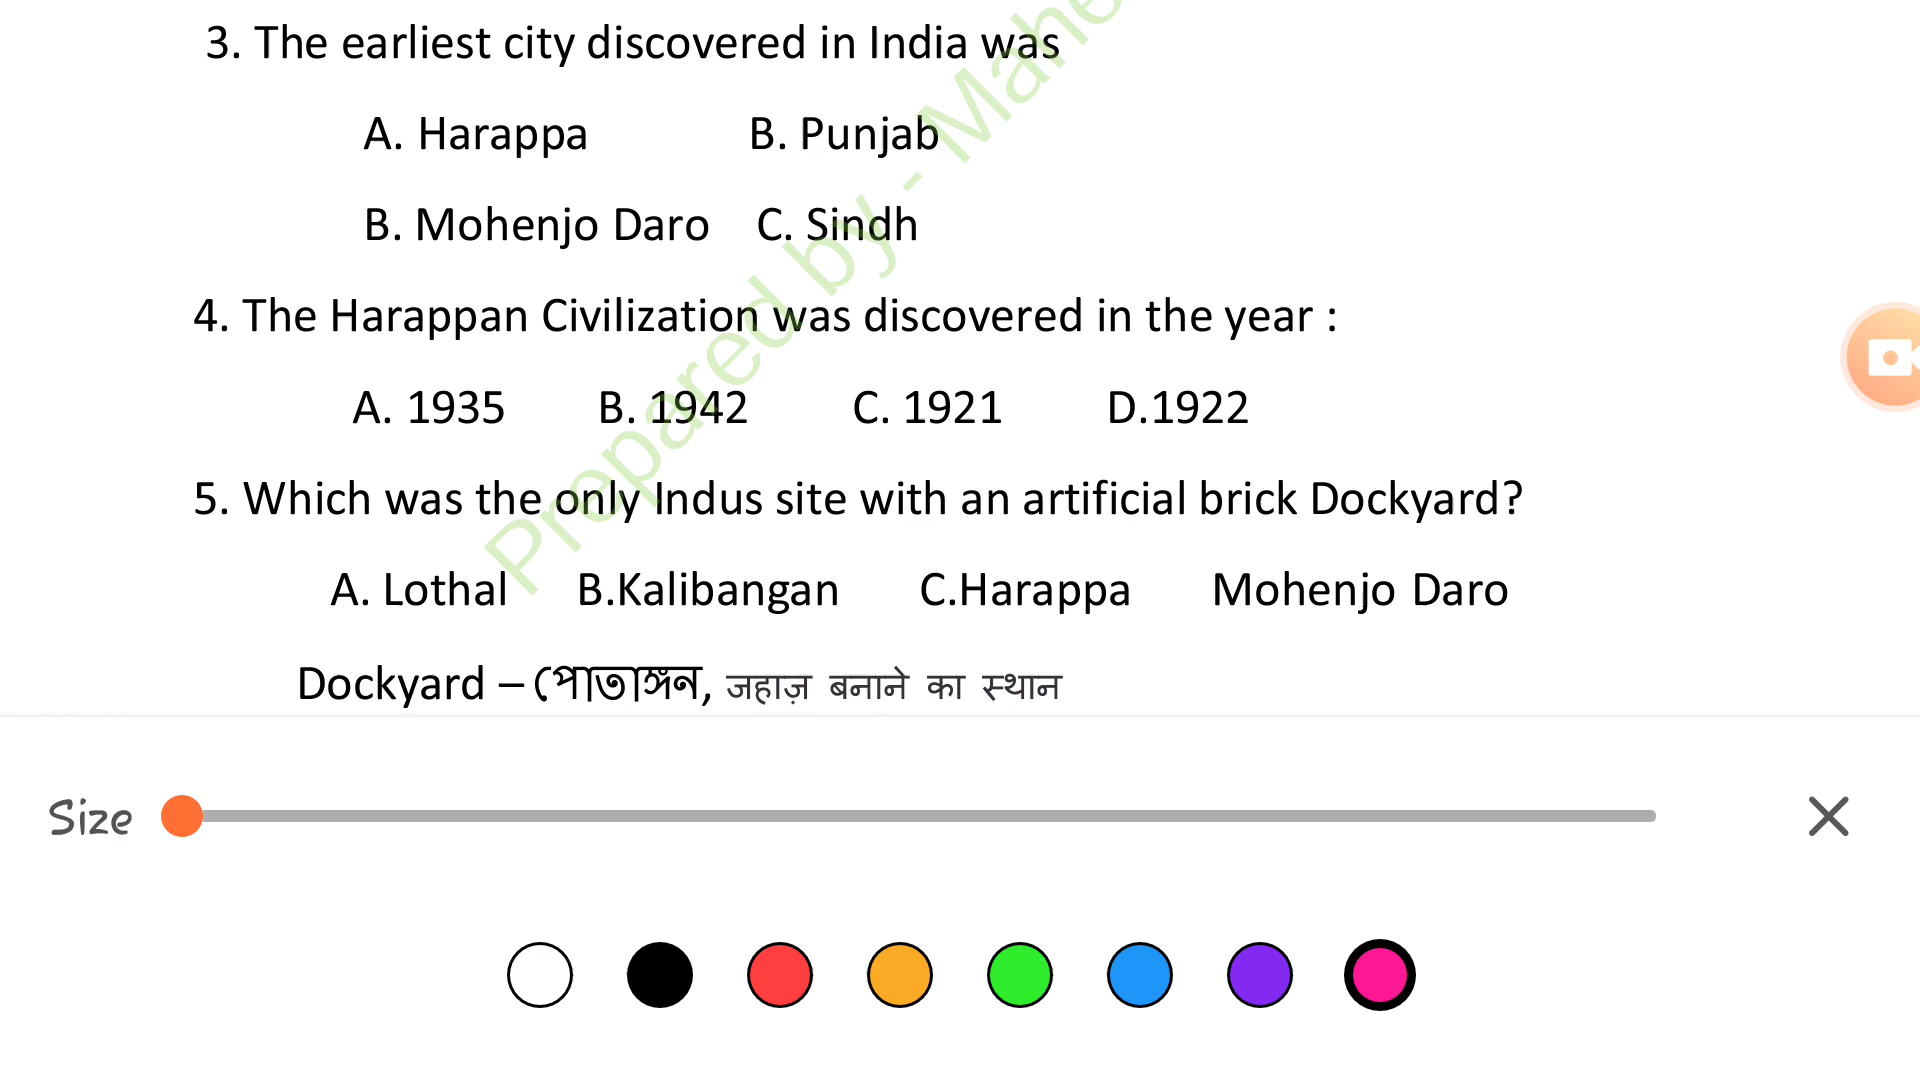 3. The earliest city discovered in India was
A. Harappa B. Punjab
B. Mohenjo Daro C. Sindh
4. The Harappan Civilization was discovered in the year :
A. 1935 B. 1942 C. 1921 D.1922
5. Which was the only Indus site with an artificial brick Dockyard?
A. Lothal B.Kalibangan C.Harappa Mohenjo Daro
Dockyard – পোতাঙ্গন, जहाज़ बनाने का स्थान
Prepared by - Mahe
Size